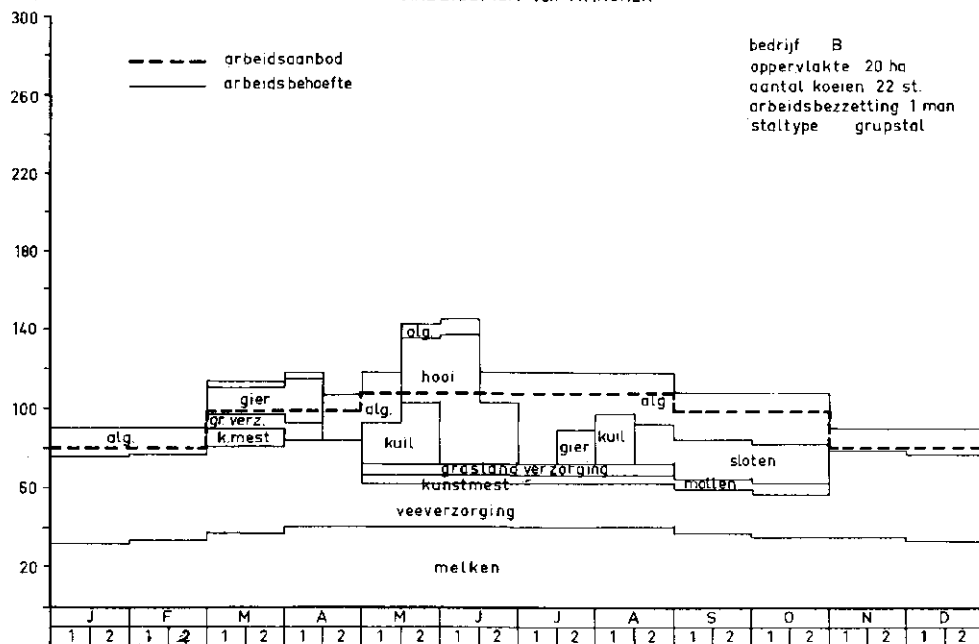 300
260
220
180
140
100
60
20
arbeidsaanbod
arbeidsbehoefte
bedrijf B
oppervlakte 20 ha
aantal koeien 22 st.
arbeidsbezetting 1 man
staltype grupstal
alg.
gier
gr. verz.
k.mest
alg.
hooi
alg.
kuil
gier
kuil
alg
grasland verzorging
kunstmest
veeverzorging
melken
sloten
mollen
J F M A M J J A S O N D
1 2 1 2 1 2 1 2 1 2 1 2 1 2 1 2 1 2 1 2 1 2 1 2